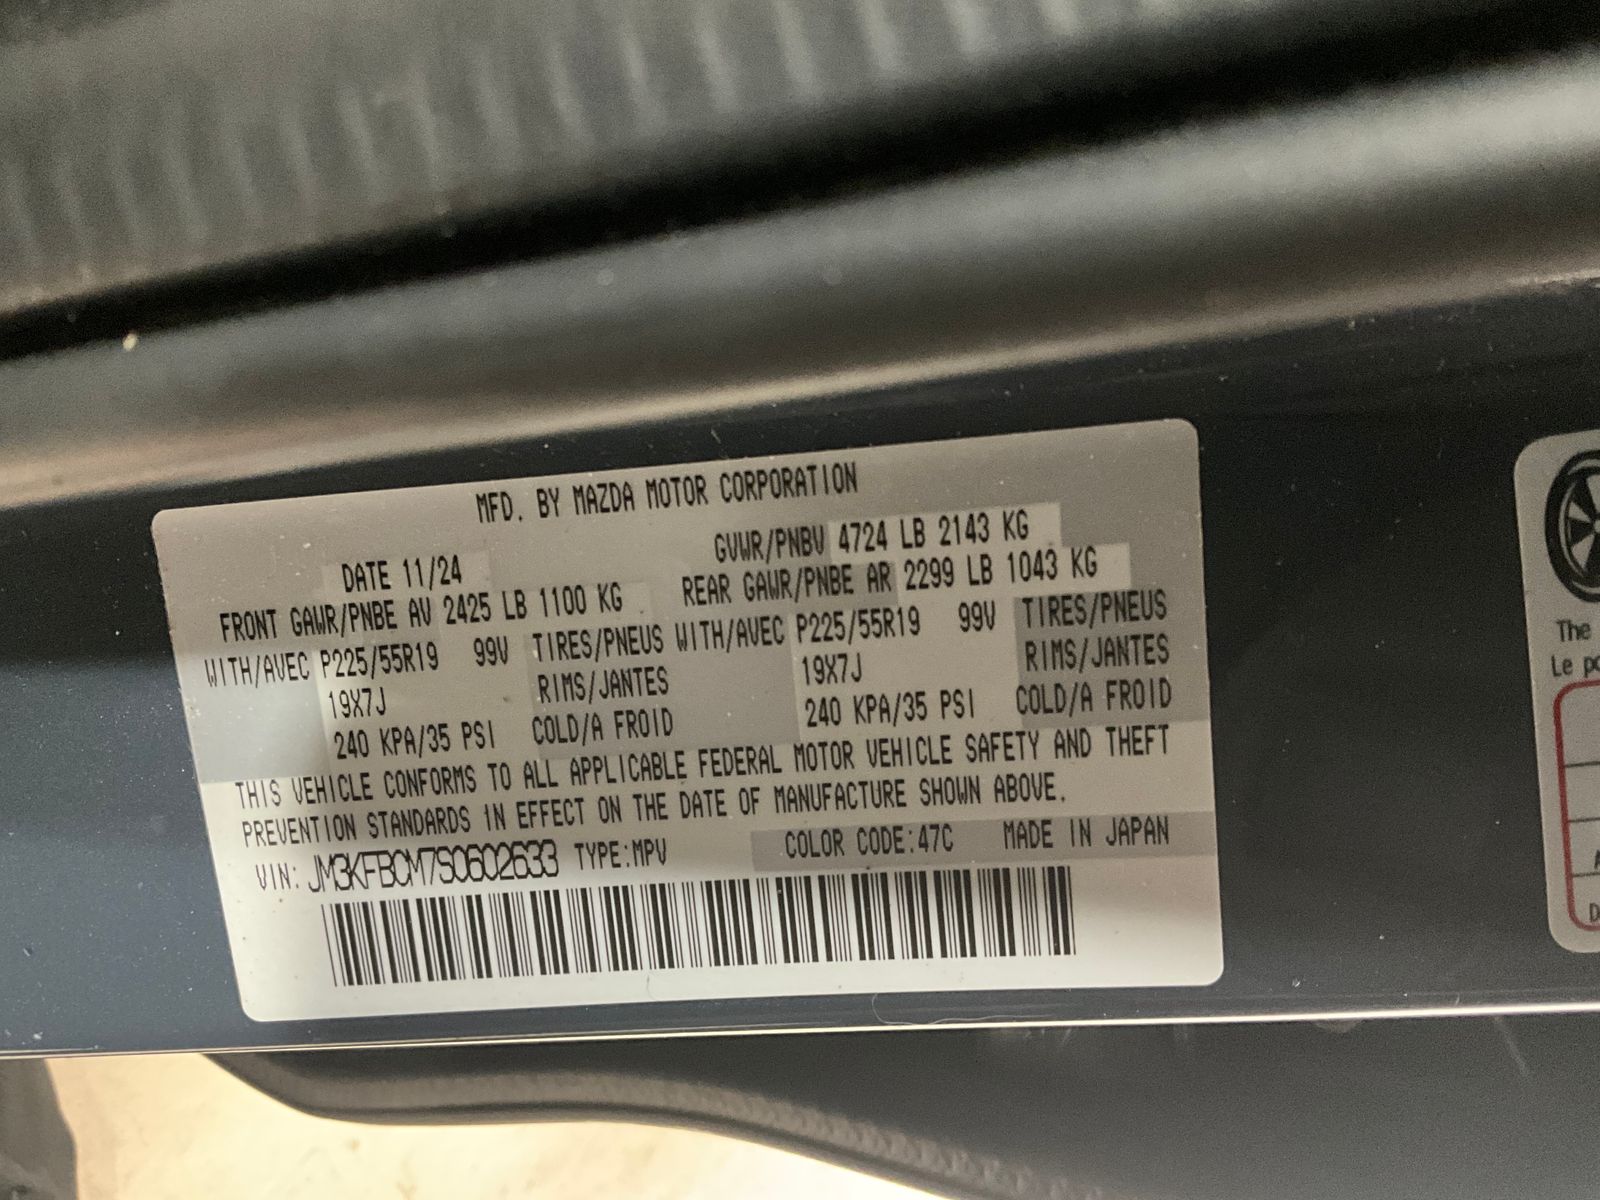 MFD. BY MAZDA MOTOR CORPORATION
DATE 11/24 GVWR/PNBV 4724 LB 2143 KG
FRONT GAWR/PNBE AV 2425 LB 1100 KG REAR GAWR/PNBE AR 2299 LB 1043 KG
WITH/AVEC P225/55R19 99V TIRES/PNEUS WITH/AVEC P225/55R19 99V TIRES/PNEUS
19X7J RIMS/JANTES 19X7J RIMS/JANTES
240 KPA/35 PSI COLD/A FROID 240 KPA/35 PSI COLD/A FROID
THIS VEHICLE CONFORMS TO ALL APPLICABLE FEDERAL MOTOR VEHICLE SAFETY AND THEFT
PREVENTION STANDARDS IN EFFECT ON THE DATE OF MANUFACTURE SHOWN ABOVE.
VIN: JM3KFBCM7S0602633 TYPE:MPV COLOR CODE:47C MADE IN JAPAN
The
Le